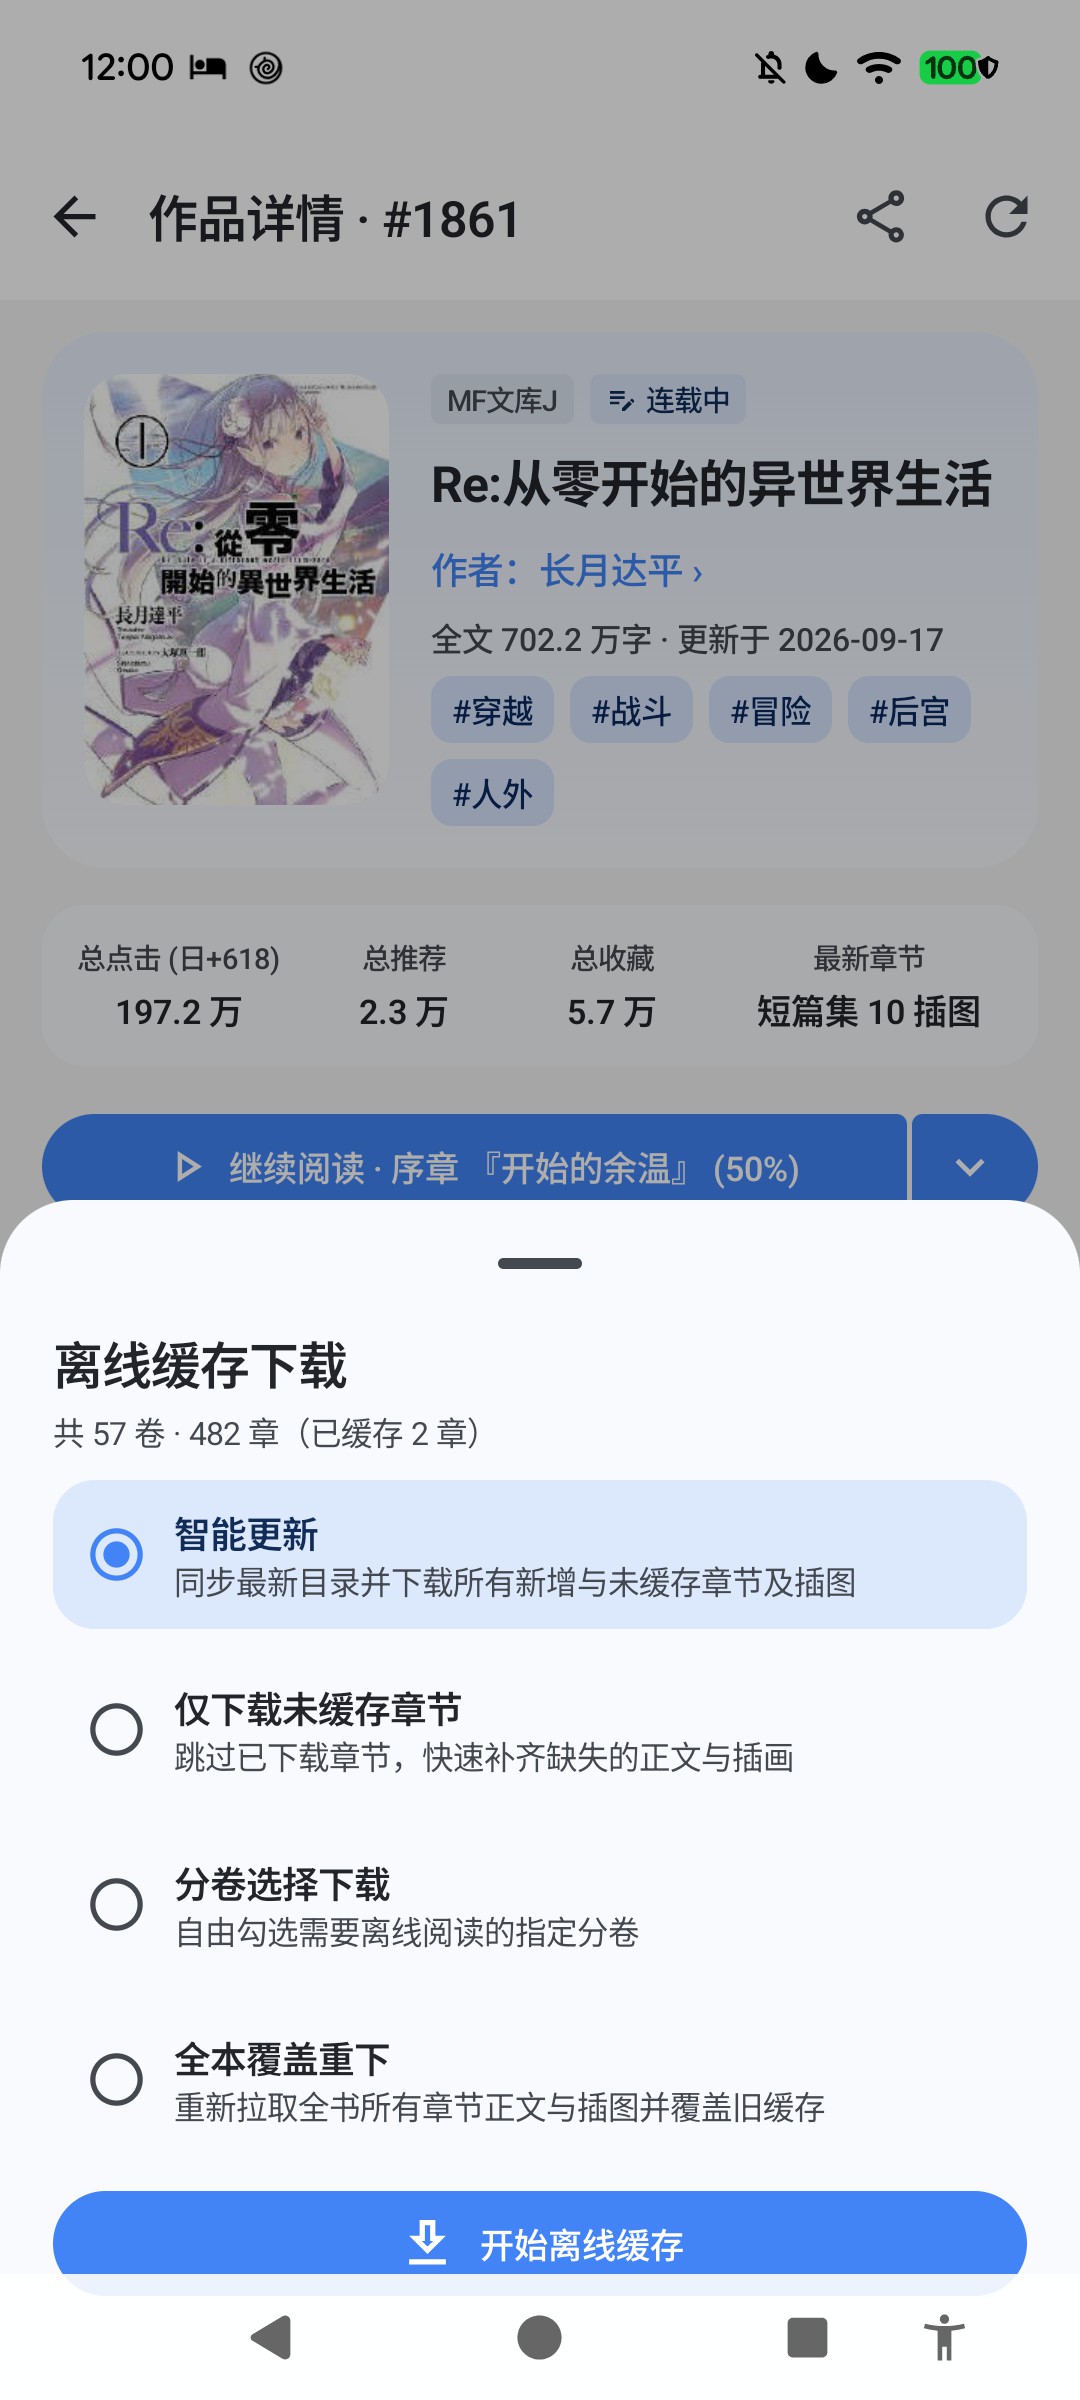 12:00
100
作品详情 · #1861
MF文库J
连载中
Re:从零开始的异世界生活
作者：长月达平 ›
全文 702.2 万字 · 更新于 2026-09-17
#穿越 #战斗 #冒险 #后宫
#人外
1
Re:從零
開始的異世界生活
長月達平
总点击 (日+618) 总推荐 总收藏 最新章节
197.2 万 2.3 万 5.7 万 短篇集 10 插图
继续阅读 · 序章 『开始的余温』 (50%)
离线缓存下载
共 57 卷 · 482 章（已缓存 2 章）
智能更新
同步最新目录并下载所有新增与未缓存章节及插图
仅下载未缓存章节
跳过已下载章节，快速补齐缺失的正文与插画
分卷选择下载
自由勾选需要离线阅读的指定分卷
全本覆盖重下
重新拉取全书所有章节正文与插图并覆盖旧缓存
开始离线缓存